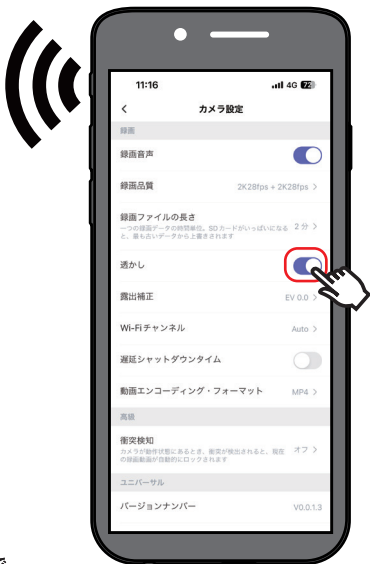 11:16 4G 72
カメラ設定
録画
録画音声
録画品質 2K28fps + 2K28fps
録画ファイルの長さ
一つの録画データの時間単位。SDカードがいっぱいになる 2 分
と、最も古いデータから上書きされます
透かし
露出補正 EV 0.0
Wi-Fiチャンネル Auto
遅延シャットダウンタイム
動画エンコーディング・フォーマット MP4
高級
衝突検知
カメラが動作状態にあるとき、衝突が検出されると、現在 オフ
の録画動画が自動的にロックされます
ユニバーサル
バージョンナンバー V0.0.1.3